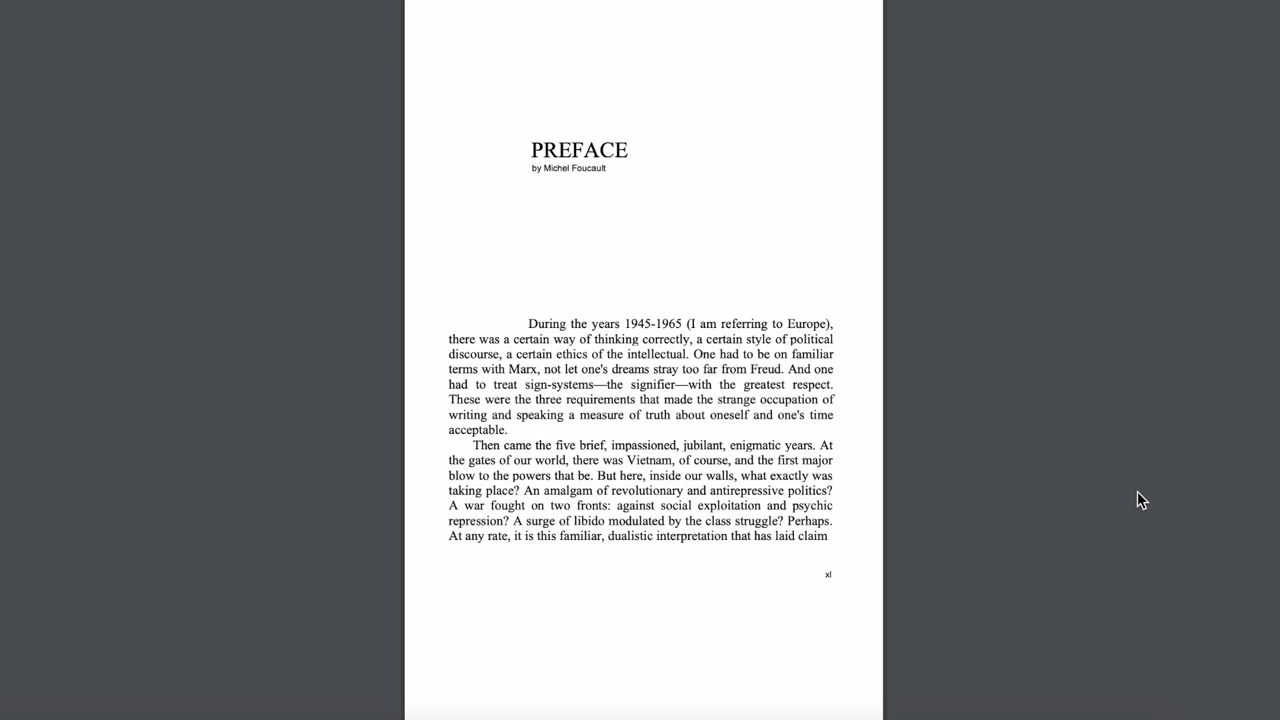 PREFACE
by Michel Foucault
During the years 1945-1965 (I am referring to Europe),
there was a certain way of thinking correctly, a certain style of political
discourse, a certain ethics of the intellectual. One had to be on familiar
terms with Marx, not let one's dreams stray too far from Freud. And one
had to treat sign-systems—the signifier—with the greatest respect.
These were the three requirements that made the strange occupation of
writing and speaking a measure of truth about oneself and one's time
acceptable.
Then came the five brief, impassioned, jubilant, enigmatic years. At
the gates of our world, there was Vietnam, of course, and the first major
blow to the powers that be. But here, inside our walls, what exactly was
taking place? An amalgam of revolutionary and antirepressive politics?
A war fought on two fronts: against social exploitation and psychic
repression? A surge of libido modulated by the class struggle? Perhaps.
At any rate, it is this familiar, dualistic interpretation that has laid claim
xl